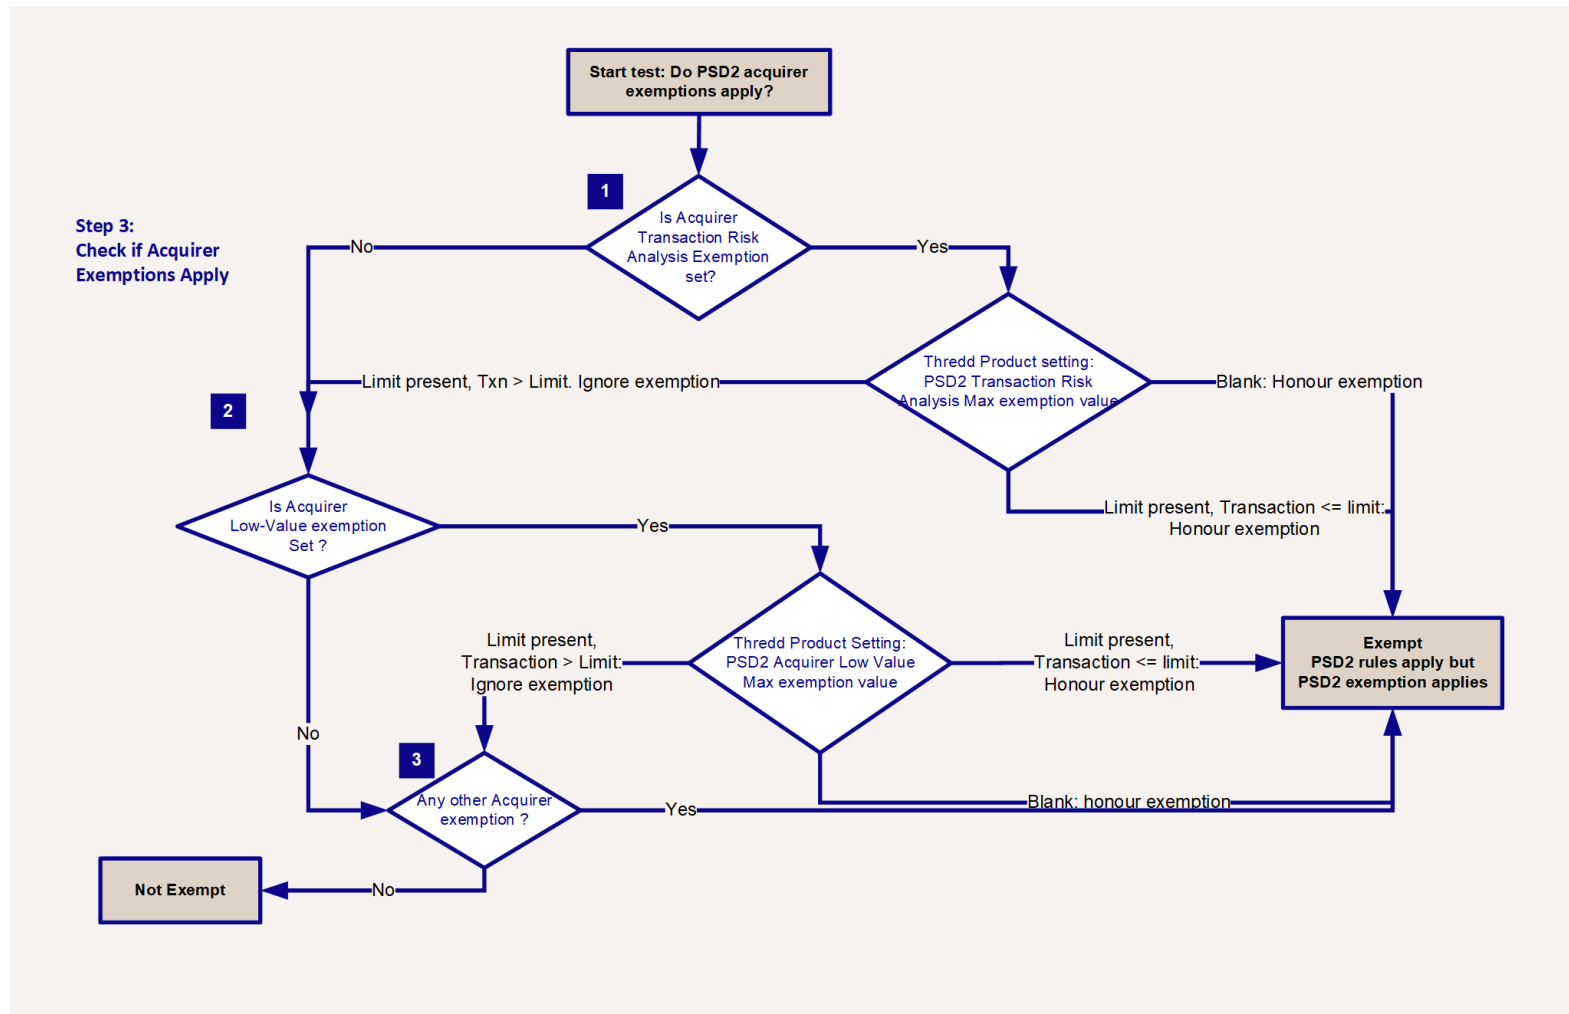 Start test: Do PSD2 acquirer
exemptions apply?
1
Step 3:
Check if Acquirer
Exemptions Apply
Is Acquirer
Transaction Risk
Analysis Exemption
set?
No
Yes
Thredd Product setting:
PSD2 Transaction Risk
Analysis Max exemption value
Limit present, Txn > Limit. Ignore exemption
Blank: Honour exemption
2
Is Acquirer
Low-Value exemption
Set ?
Yes
Limit present, Transaction <= limit:
Honour exemption
Limit present,
Transaction > Limit:
Ignore exemption
Thredd Product Setting:
PSD2 Acquirer Low Value
Max exemption value
Limit present,
Transaction <= limit:
Honour exemption
Exempt
PSD2 rules apply but
PSD2 exemption applies
No
3
Any other Acquirer
exemption ?
Yes
Blank: honour exemption
No
Not Exempt